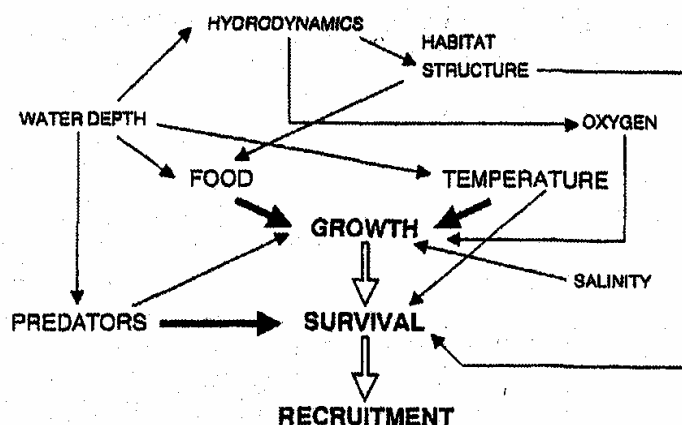 HYDRODYNAMICS
HABITAT
STRUCTURE
WATER DEPTH
OXYGEN
FOOD
TEMPERATURE
GROWTH
SALINITY
PREDATORS
SURVIVAL
RECRUITMENT